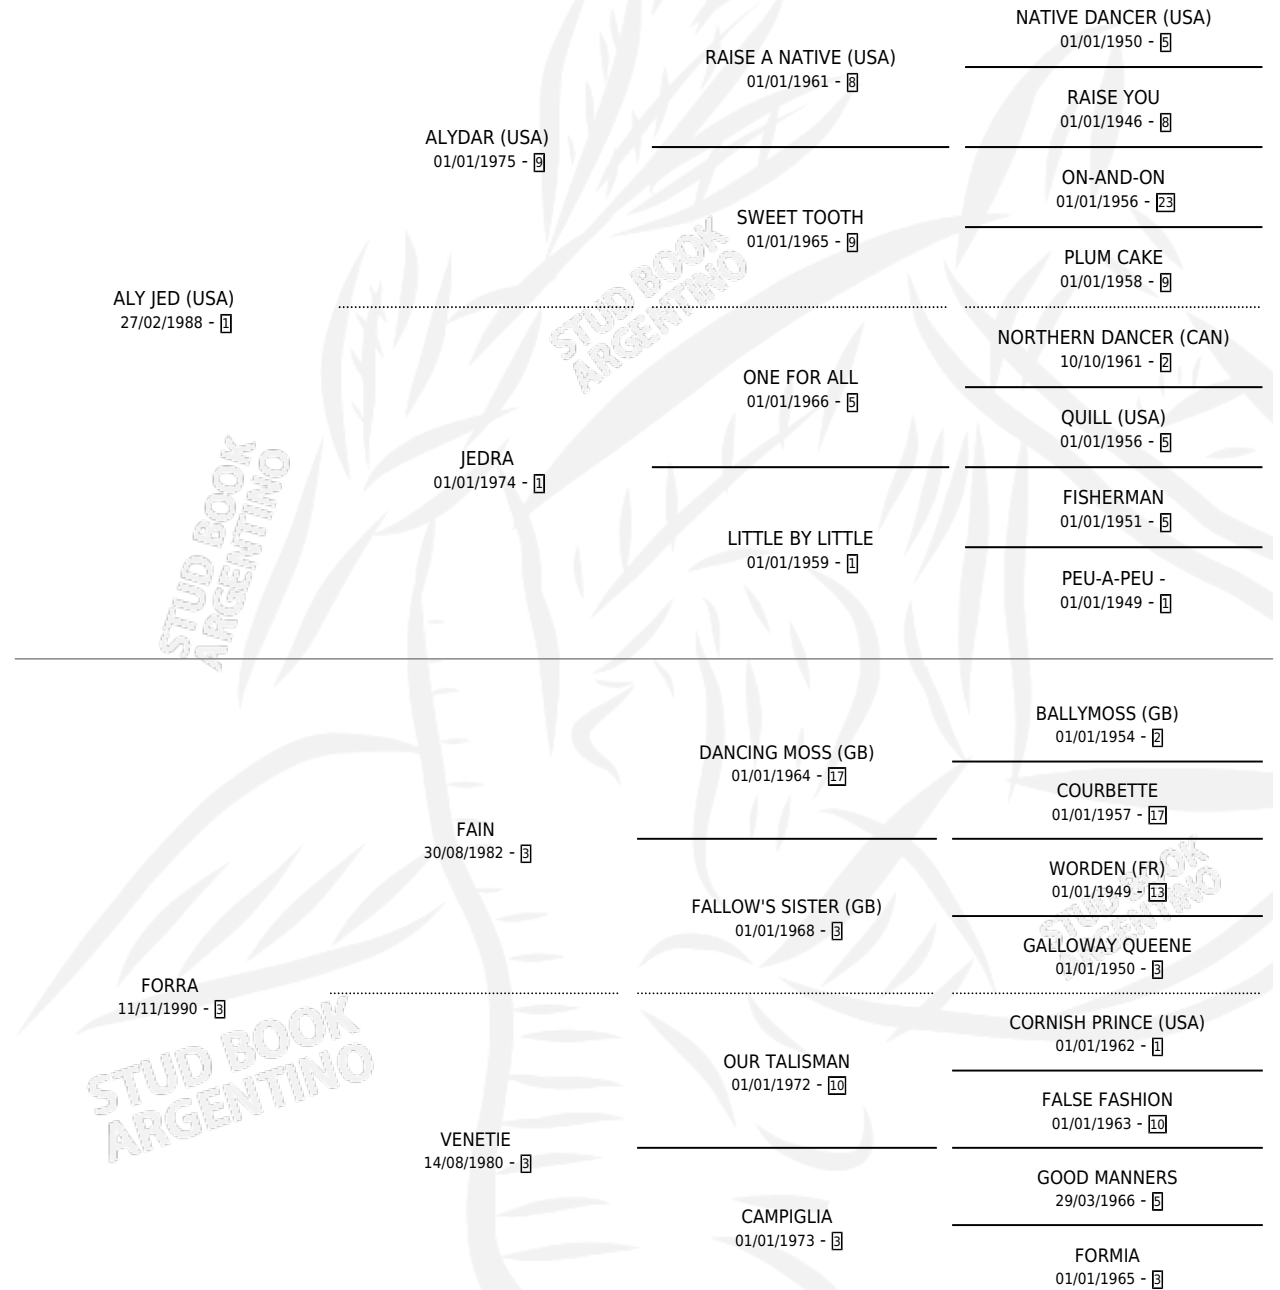 NATIVE DANCER (USA)
01/01/1950 - 5
RAISE A NATIVE (USA)
01/01/1961 - 8
RAISE YOU
01/01/1946 - 8
ALYDAR (USA)
01/01/1975 - 9
ON-AND-ON
01/01/1956 - 23
SWEET TOOTH
01/01/1965 - 9
PLUM CAKE
01/01/1958 - 9
ALY JED (USA)
27/02/1988 - 1
NORTHERN DANCER (CAN)
10/10/1961 - 2
ONE FOR ALL
01/01/1966 - 5
QUILL (USA)
01/01/1956 - 5
JEDRA
01/01/1974 - 1
FISHERMAN
01/01/1951 - 5
LITTLE BY LITTLE
01/01/1959 - 1
PEU-A-PEU -
01/01/1949 - 1
BALLYMOSS (GB)
01/01/1954 - 2
DANCING MOSS (GB)
01/01/1964 - 17
COURBETTE
01/01/1957 - 17
FAIN
30/08/1982 - 3
WORDEN (FR)
01/01/1949 - 13
FALLOW'S SISTER (GB)
01/01/1968 - 3
GALLOWAY QUEENE
01/01/1950 - 3
FORRA
11/11/1990 - 3
CORNISH PRINCE (USA)
01/01/1962 - 1
OUR TALISMAN
01/01/1972 - 10
FALSE FASHION
01/01/1963 - 10
VENETIE
14/08/1980 - 3
GOOD MANNERS
29/03/1966 - 5
CAMPIGLIA
01/01/1973 - 3
FORMIA
01/01/1965 - 3
STUD BOOK
ARGENTINO
STUD BOOK
ARGENTINO
STUD BOOK
ARGENTINO
STUD BOOK
ARGENTINO